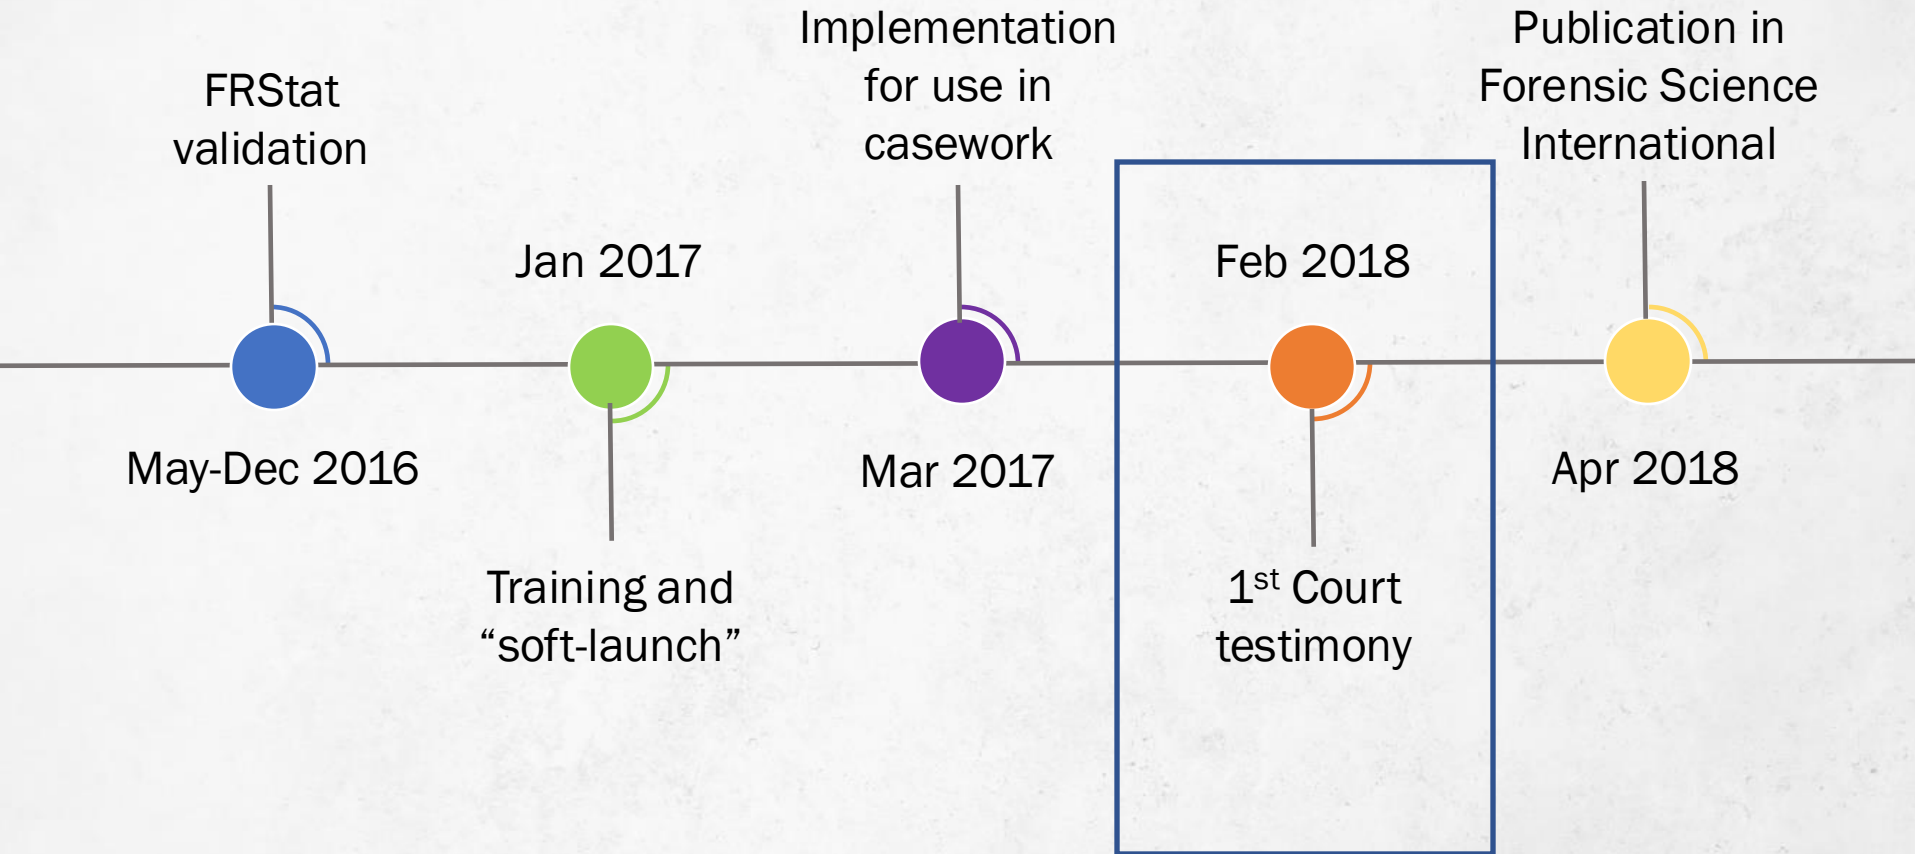 FRStat
validation
May-Dec 2016
Jan 2017
Training and
“soft-launch”
Implementation
for use in
casework
Mar 2017
Feb 2018
1st Court
testimony
Publication in
Forensic Science
International
Apr 2018